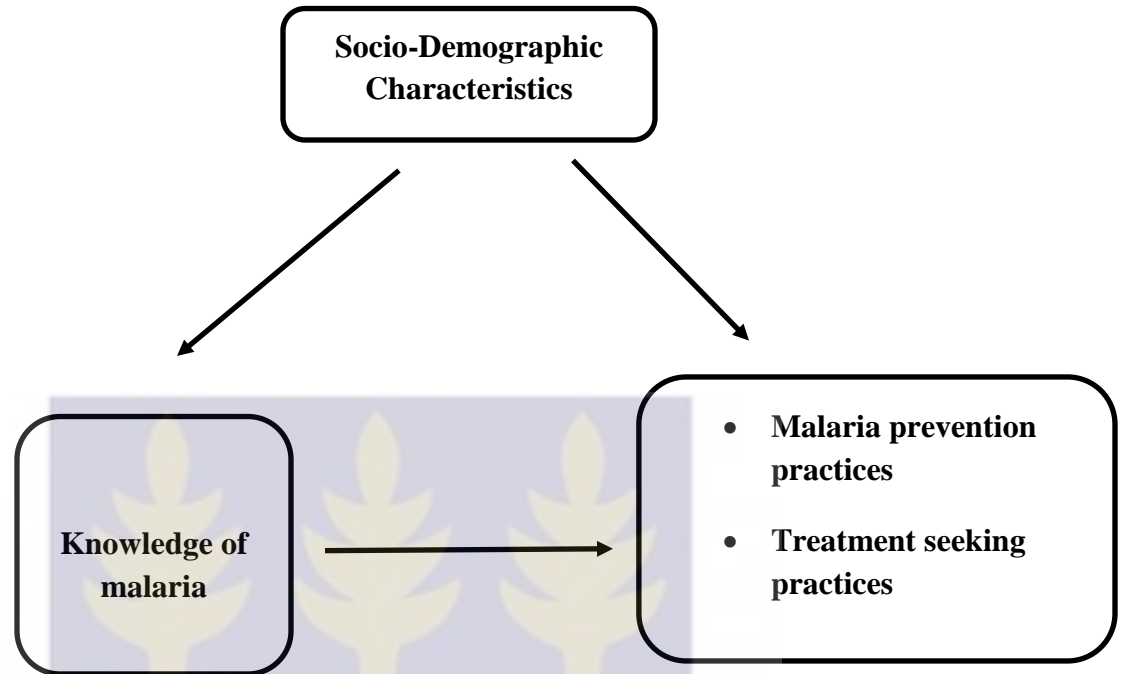 Socio-Demographic
Characteristics
Knowledge of
malaria
• Malaria prevention
practices
• Treatment seeking
practices